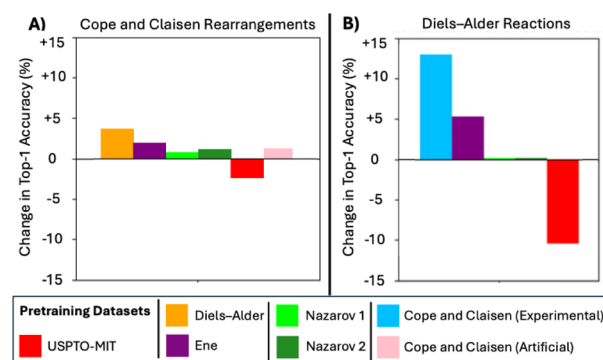 A) Cope and Claisen Rearrangements
Change in Top-1 Accuracy (%)
+15
+10
+5
0
-5
-10
-15
B) Diels–Alder Reactions
Change in Top-1 Accuracy (%)
+15
+10
+5
0
-5
-10
-15
Pretraining Datasets
USPTO-MIT
Diels–Alder
Ene
Nazarov 1
Nazarov 2
Cope and Claisen (Experimental)
Cope and Claisen (Artificial)